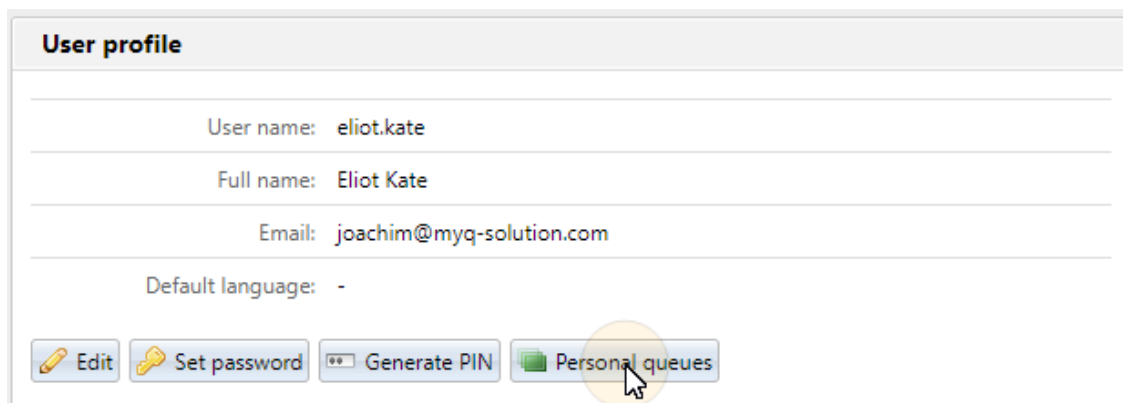 User profile
User name: eliot.kate
Full name: Eliot Kate
Email: joachim@myq-solution.com
Default language: -
Edit Set password Generate PIN Personal queues